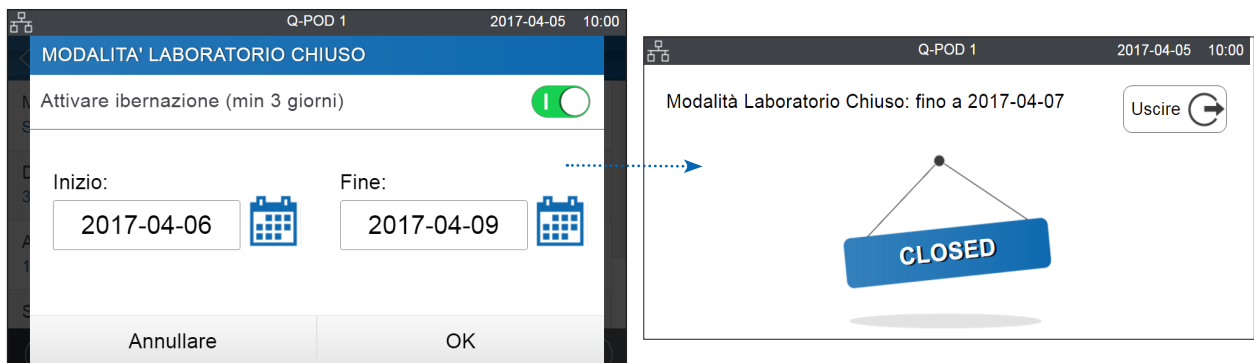 Q-POD 1 2017-04-05 10:00
MODALITA' LABORATORIO CHIUSO
Attivare ibernazione (min 3 giorni)
Inizio: Fine:
2017-04-06 2017-04-09
Annullare OK
Q-POD 1 2017-04-05 10:00
Modalità Laboratorio Chiuso: fino a 2017-04-07
Uscire
CLOSED